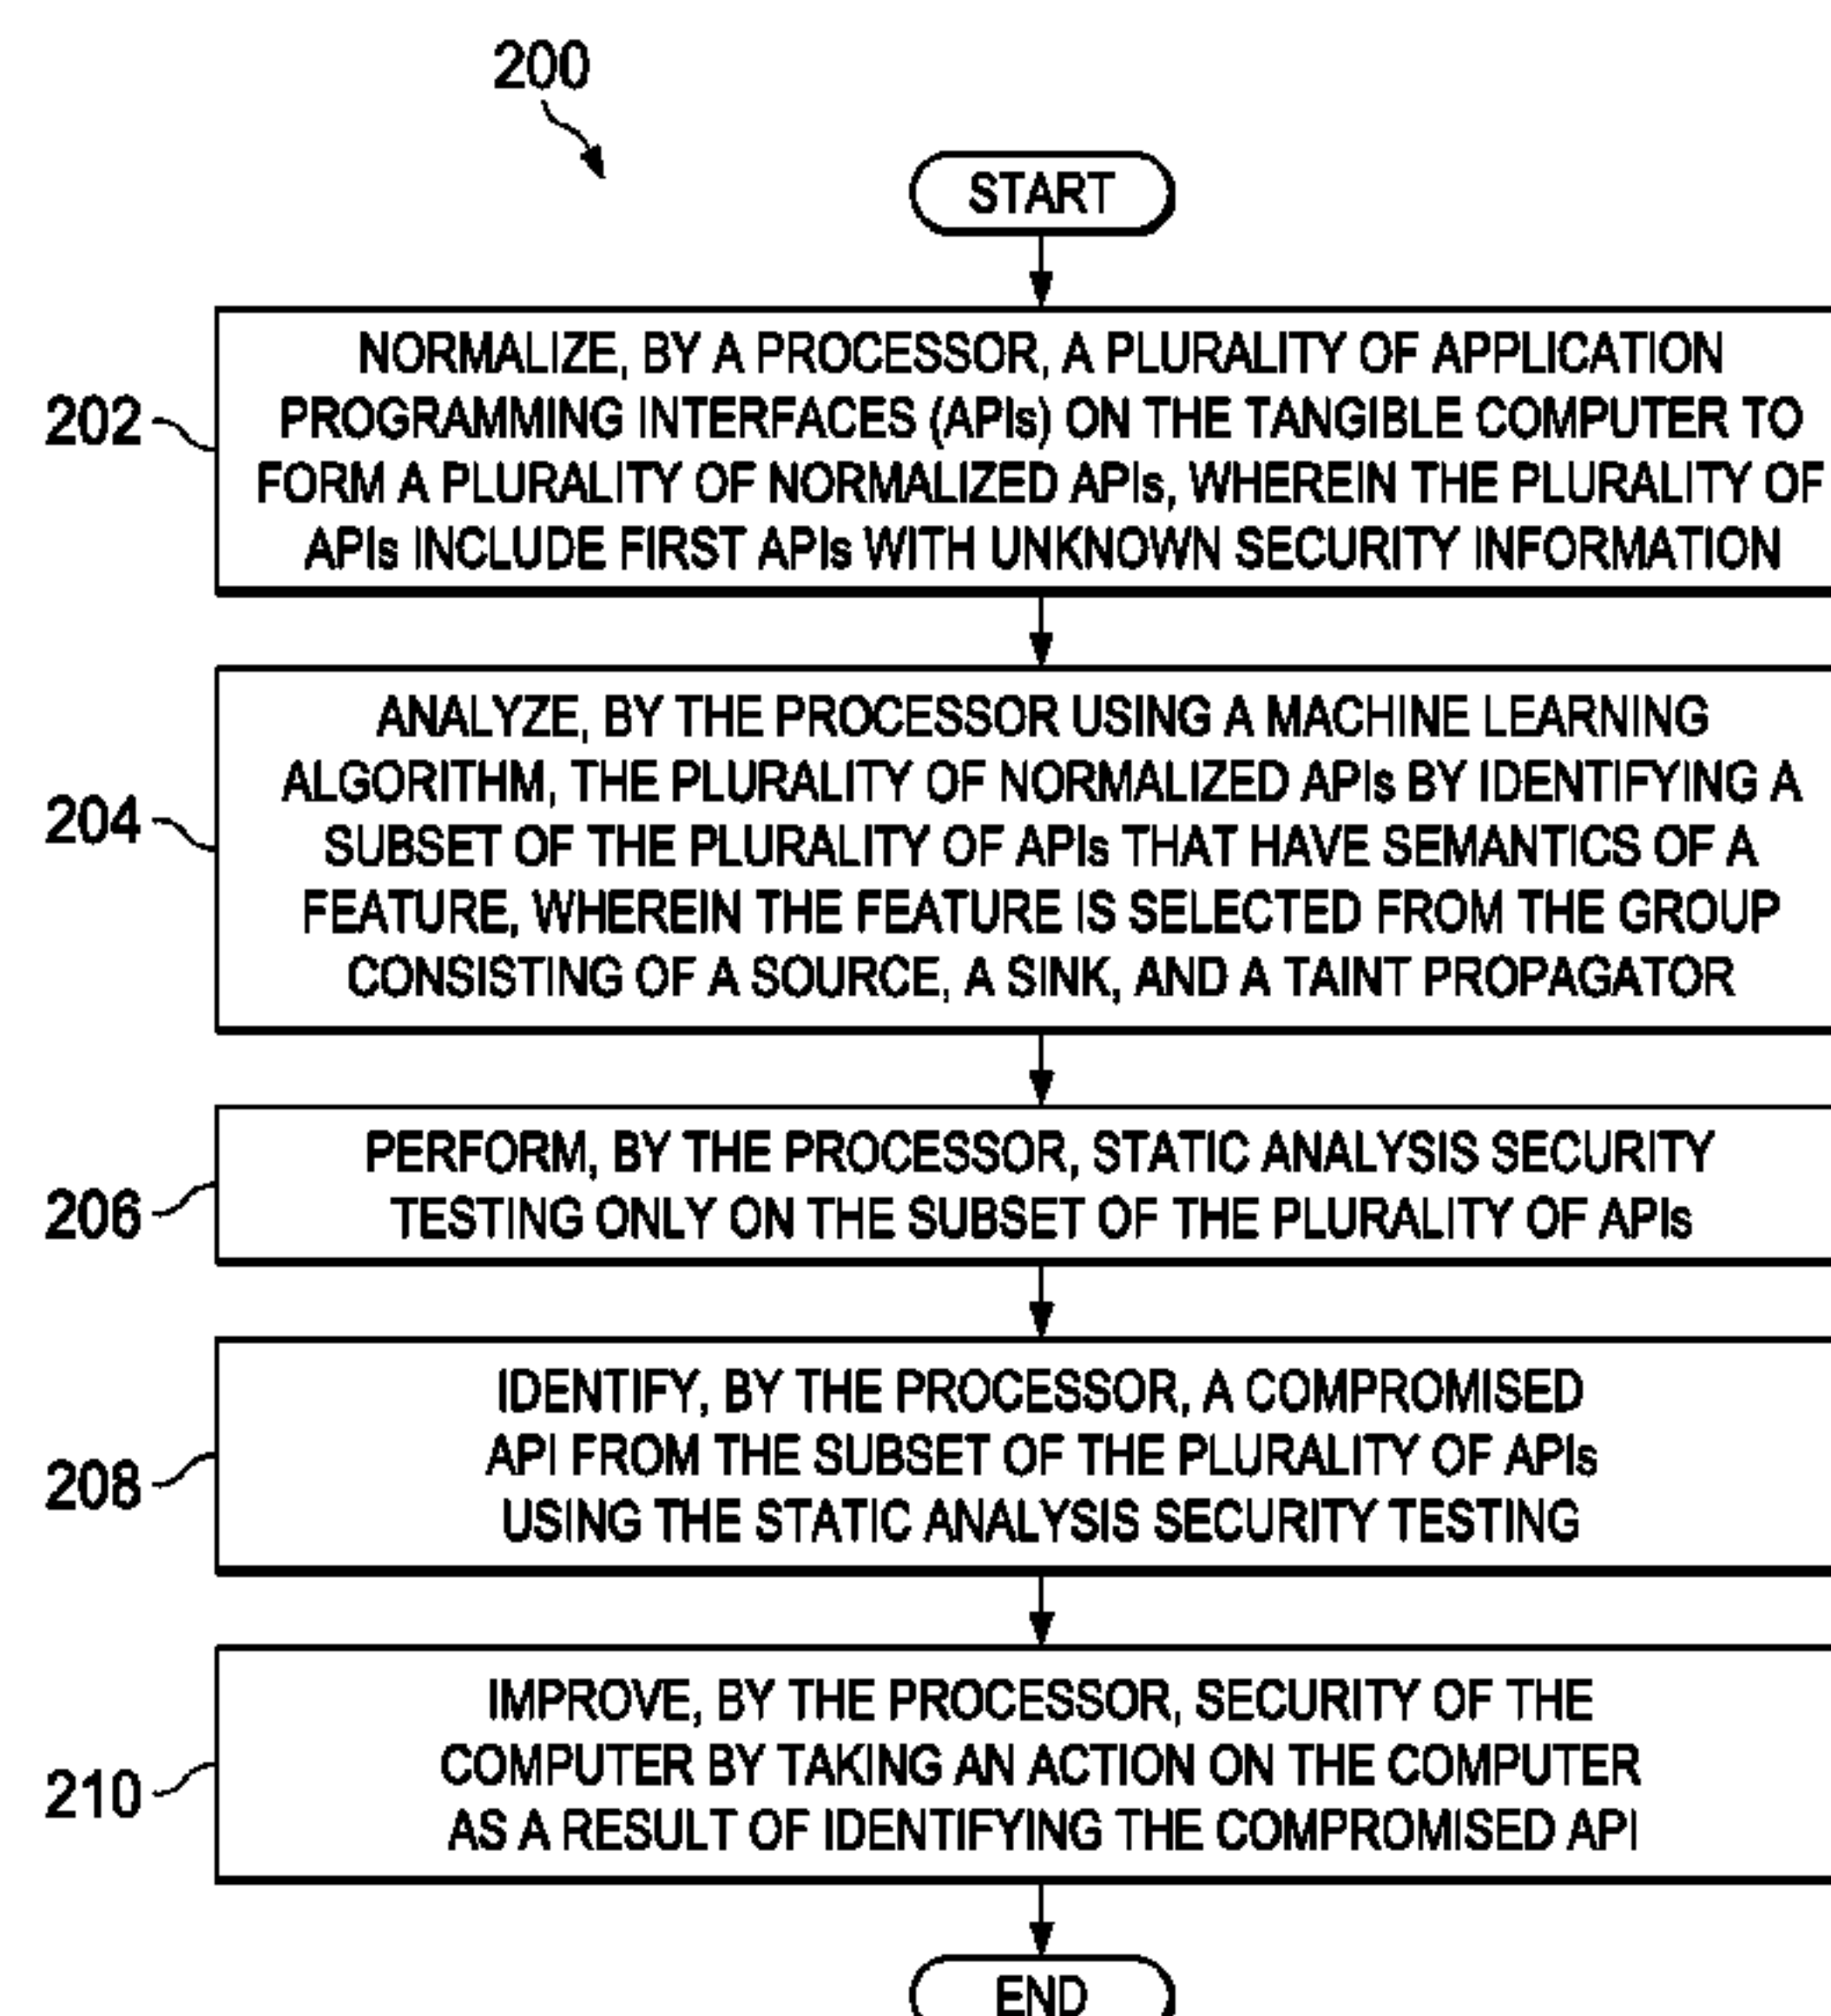 200
START
202
NORMALIZE, BY A PROCESSOR, A PLURALITY OF APPLICATION
PROGRAMMING INTERFACES (APIs) ON THE TANGIBLE COMPUTER TO
FORM A PLURALITY OF NORMALIZED APIs, WHEREIN THE PLURALITY OF
APIs INCLUDE FIRST APIs WITH UNKNOWN SECURITY INFORMATION
204
ANALYZE, BY THE PROCESSOR USING A MACHINE LEARNING
ALGORITHM, THE PLURALITY OF NORMALIZED APIs BY IDENTIFYING A
SUBSET OF THE PLURALITY OF APIs THAT HAVE SEMANTICS OF A
FEATURE, WHEREIN THE FEATURE IS SELECTED FROM THE GROUP
CONSISTING OF A SOURCE, A SINK, AND A TAINT PROPAGATOR
206
PERFORM, BY THE PROCESSOR, STATIC ANALYSIS SECURITY
TESTING ONLY ON THE SUBSET OF THE PLURALITY OF APIs
208
IDENTIFY, BY THE PROCESSOR, A COMPROMISED
API FROM THE SUBSET OF THE PLURALITY OF APIs
USING THE STATIC ANALYSIS SECURITY TESTING
210
IMPROVE, BY THE PROCESSOR, SECURITY OF THE
COMPUTER BY TAKING AN ACTION ON THE COMPUTER
AS A RESULT OF IDENTIFYING THE COMPROMISED API
END